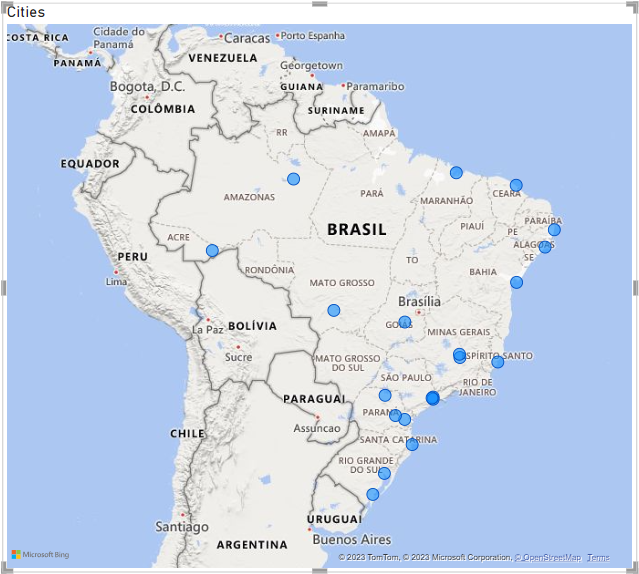 Cities
COSTA RICA
Cidade do
Panamá
PANAMÁ
Caracas
Porto Espanha
VENEZUELA
Georgetown
GUIANA
Paramaribo
SURINAME
Bogota, D.C.
COLÔMBIA
RR
AMAPÁ
EQUADOR
AMAZONAS
PARÁ
MARANHÃO
CEARÁ
BRASIL
PIAUÍ
PARAÍBA
PE
ALAGOAS
SE
ACRE
PERU
Lima
RONDÔNIA
TO
BAHIA
MATO GROSSO
Brasília
GOIÁS
La Paz
BOLÍVIA
Sucre
MINAS GERAIS
ESPÍRITO SANTO
MATO GROSSO
DO SUL
SÃO PAULO
RIO DE
JANEIRO
PARAGUAI
PARANÁ
Assuncao
CHILE
SANTA CATARINA
RIO GRANDE
DO SUL
Santiago
URUGUAI
Buenos Aires
ARGENTINA
Microsoft Bing
© 2023 TomTom, © 2023 Microsoft Corporation, © OpenStreetMap Terms